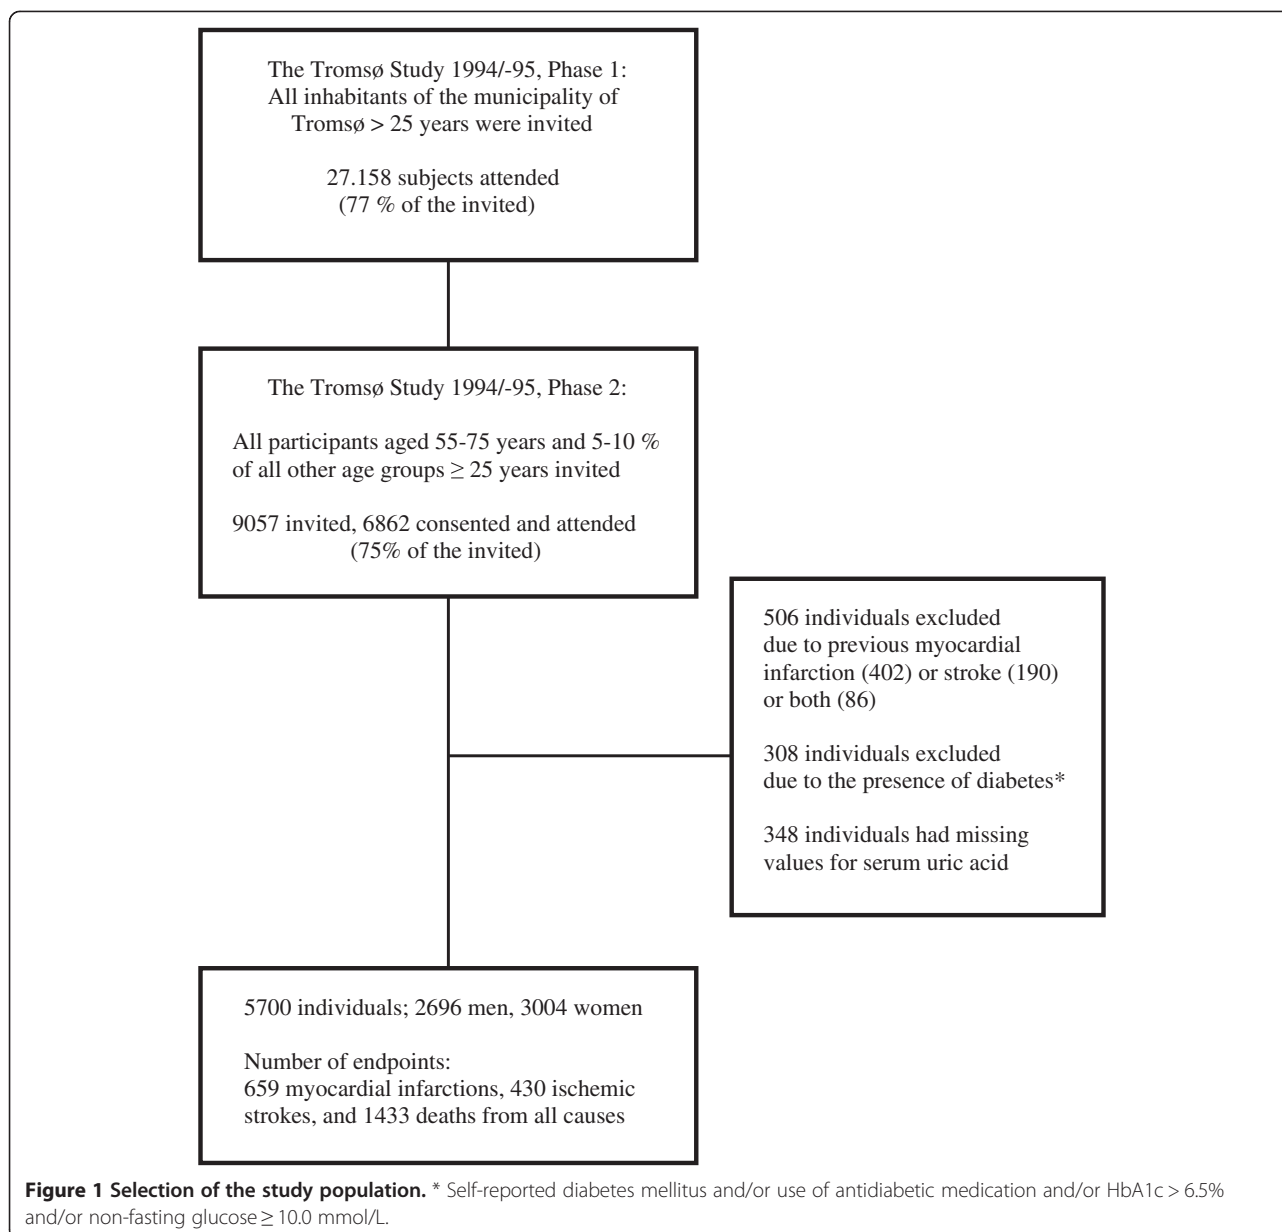 The Tromsø Study 1994/-95, Phase 1:
All inhabitants of the municipality of
Tromsø > 25 years were invited
27.158 subjects attended
(77 % of the invited)
The Tromsø Study 1994/-95, Phase 2:
All participants aged 55-75 years and 5-10 %
of all other age groups ≥ 25 years invited
9057 invited, 6862 consented and attended
(75% of the invited)
506 individuals excluded
due to previous myocardial
infarction (402) or stroke (190)
or both (86)
308 individuals excluded
due to the presence of diabetes*
348 individuals had missing
values for serum uric acid
5700 individuals; 2696 men, 3004 women
Number of endpoints:
659 myocardial infarctions, 430 ischemic
strokes, and 1433 deaths from all causes
Figure 1 Selection of the study population. * Self-reported diabetes mellitus and/or use of antidiabetic medication and/or HbA1c > 6.5%
and/or non-fasting glucose ≥ 10.0 mmol/L.